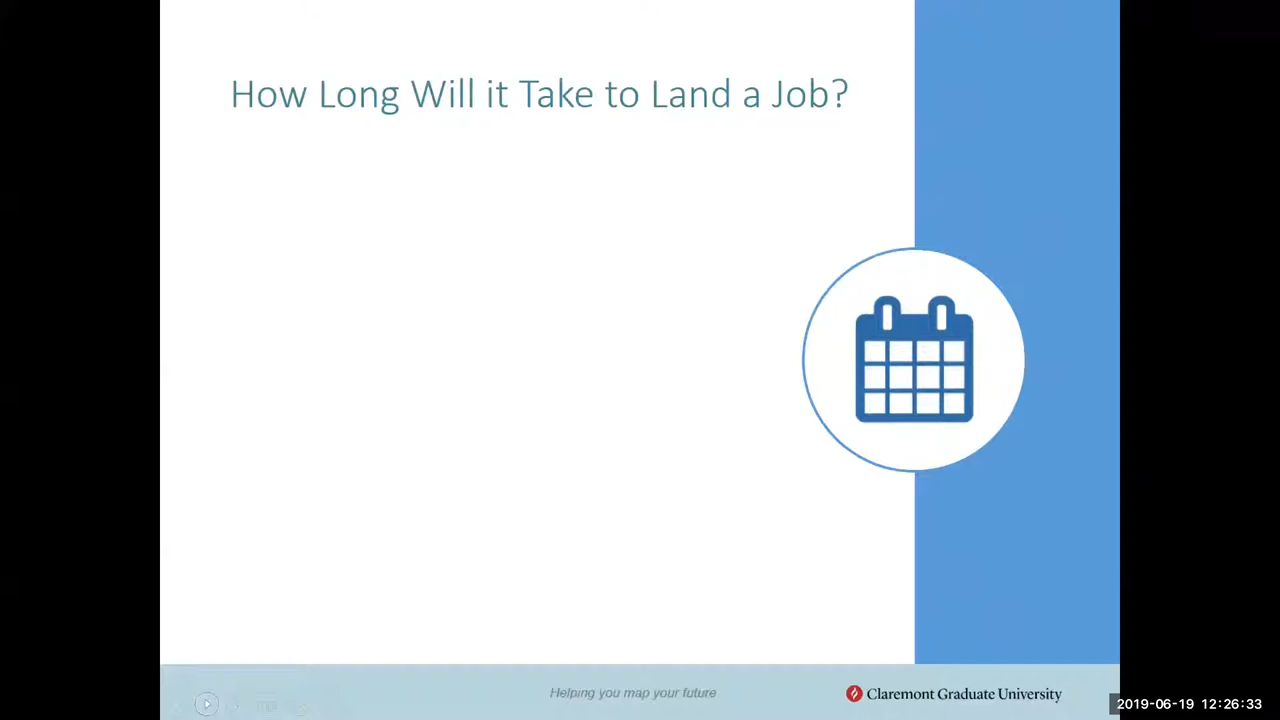 How Long Will it Take to Land a Job?
Helping you map your future
Claremont Graduate University
2019-06-19 12:26:33